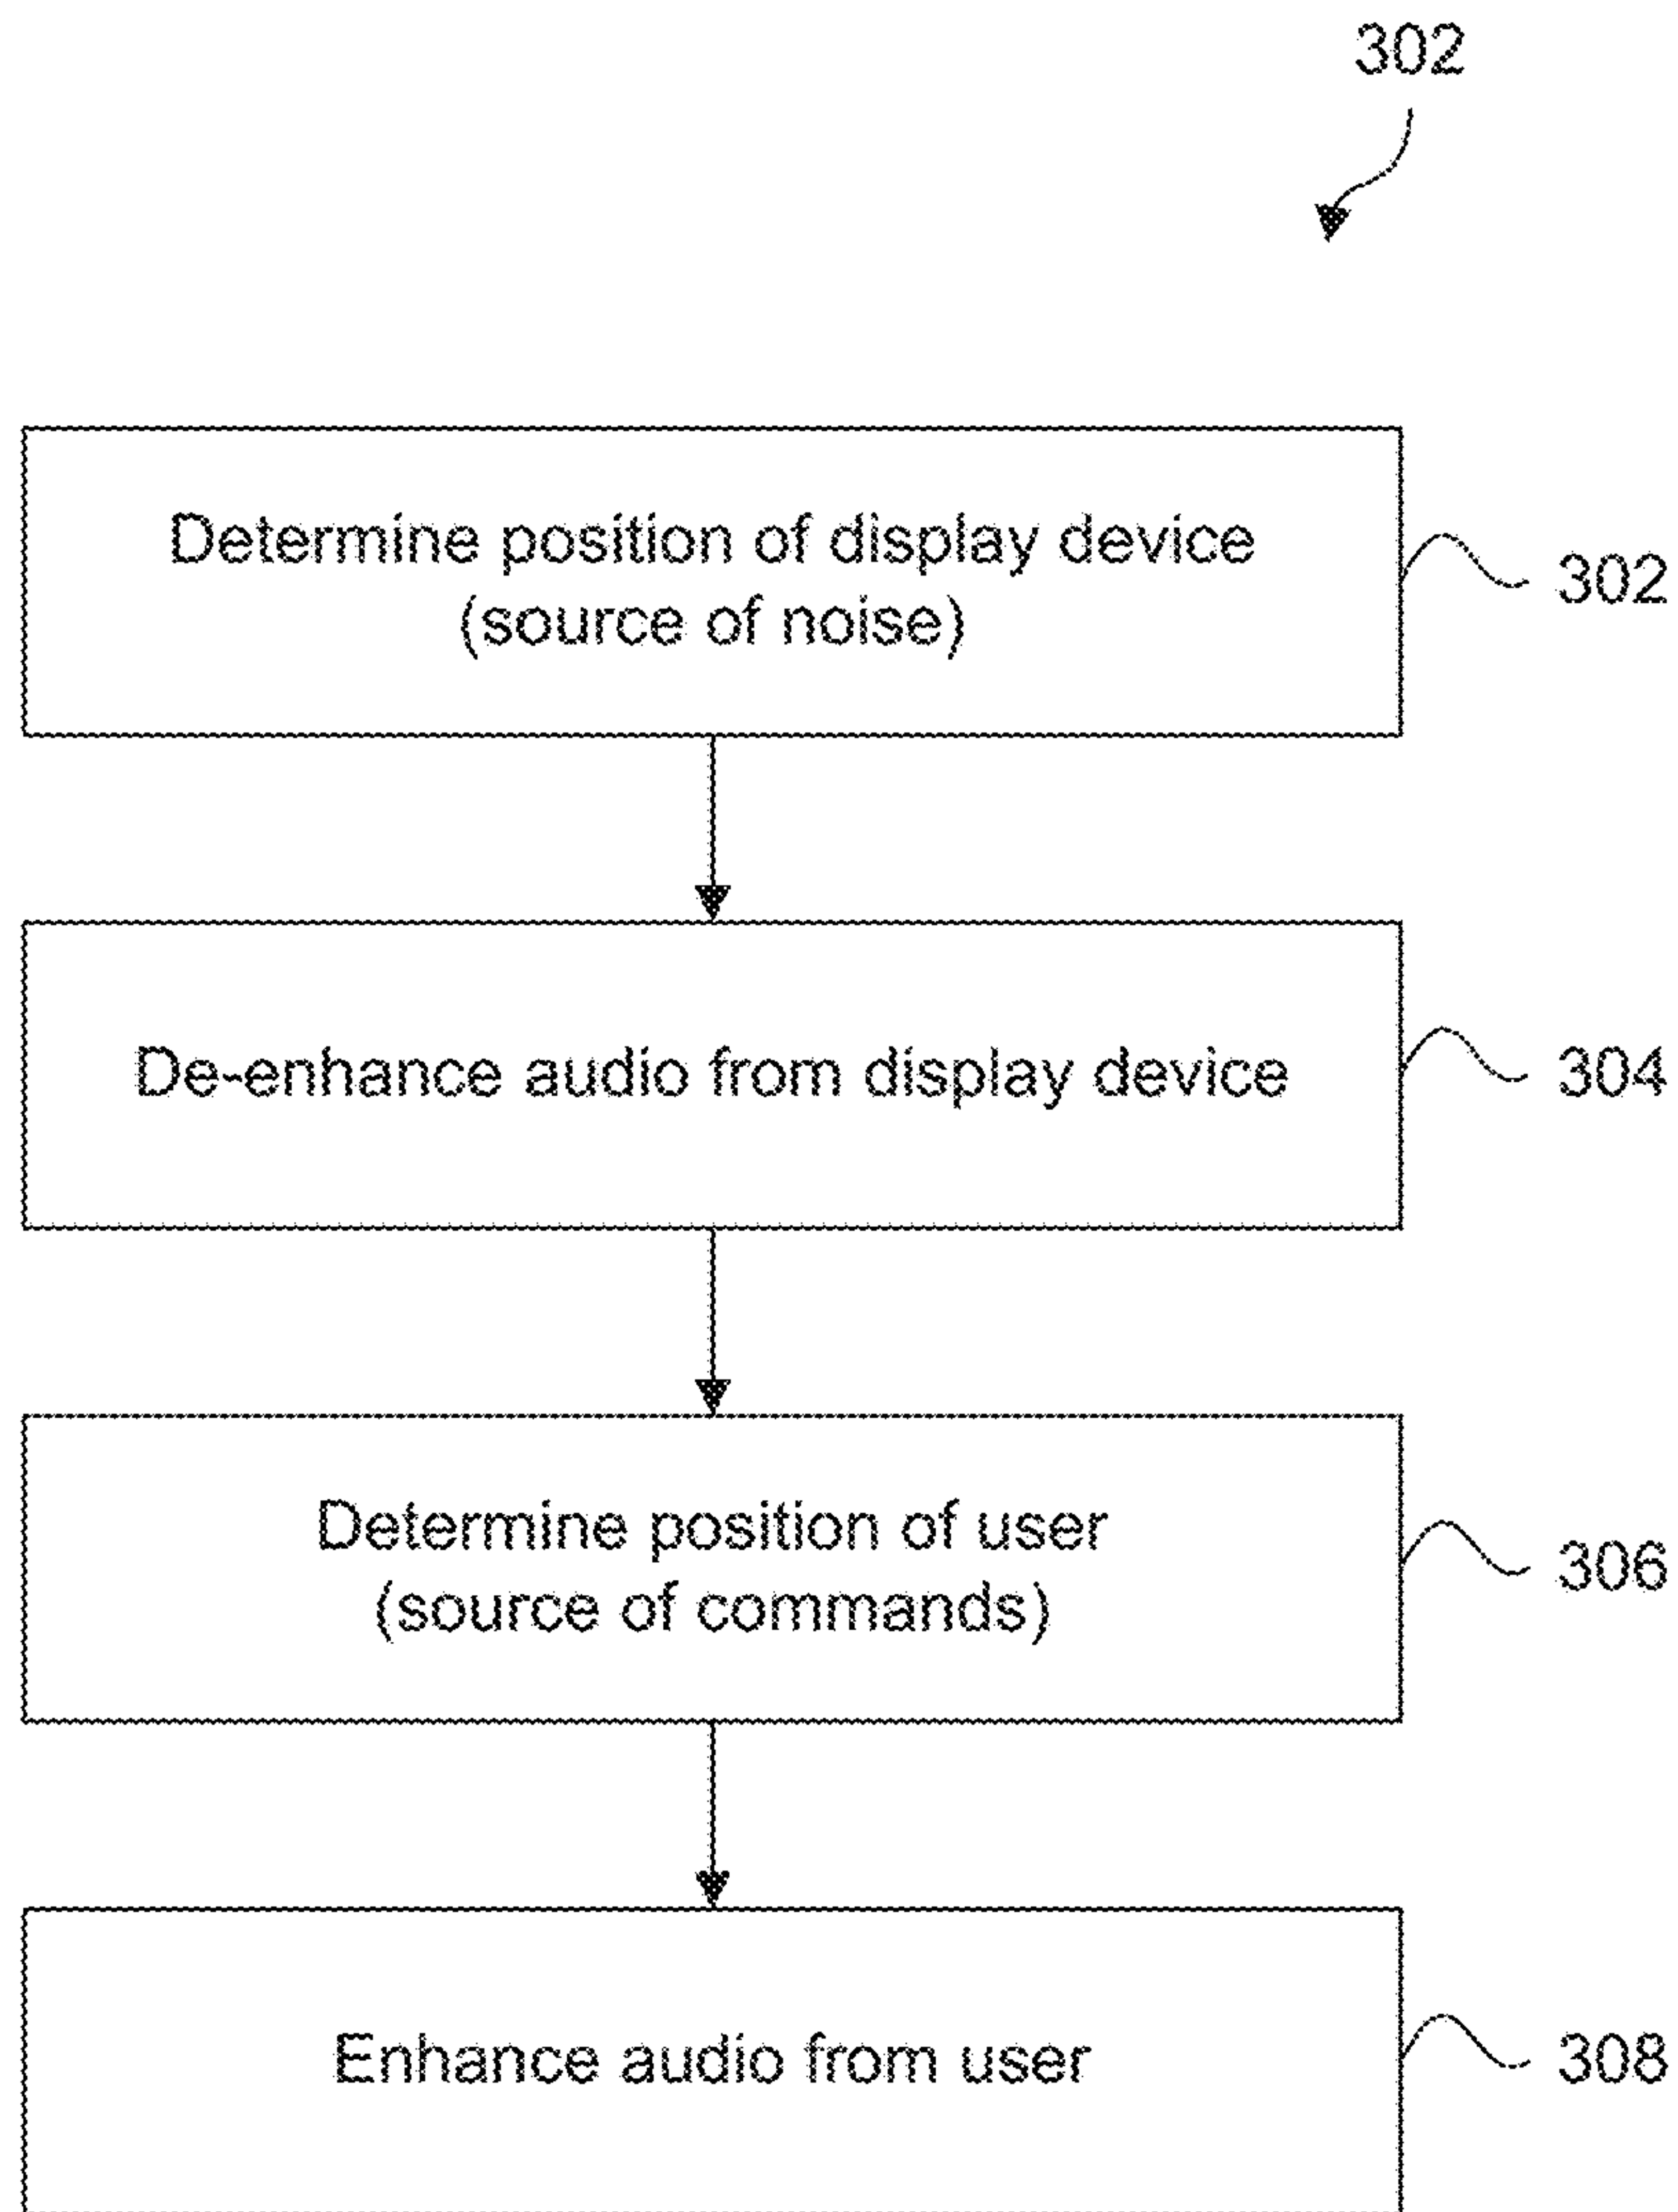 302
Determine position of display device
(source of noise)
302
De-enhance audio from display device
304
Determine position of user
(source of commands)
306
Enhance audio from user
308